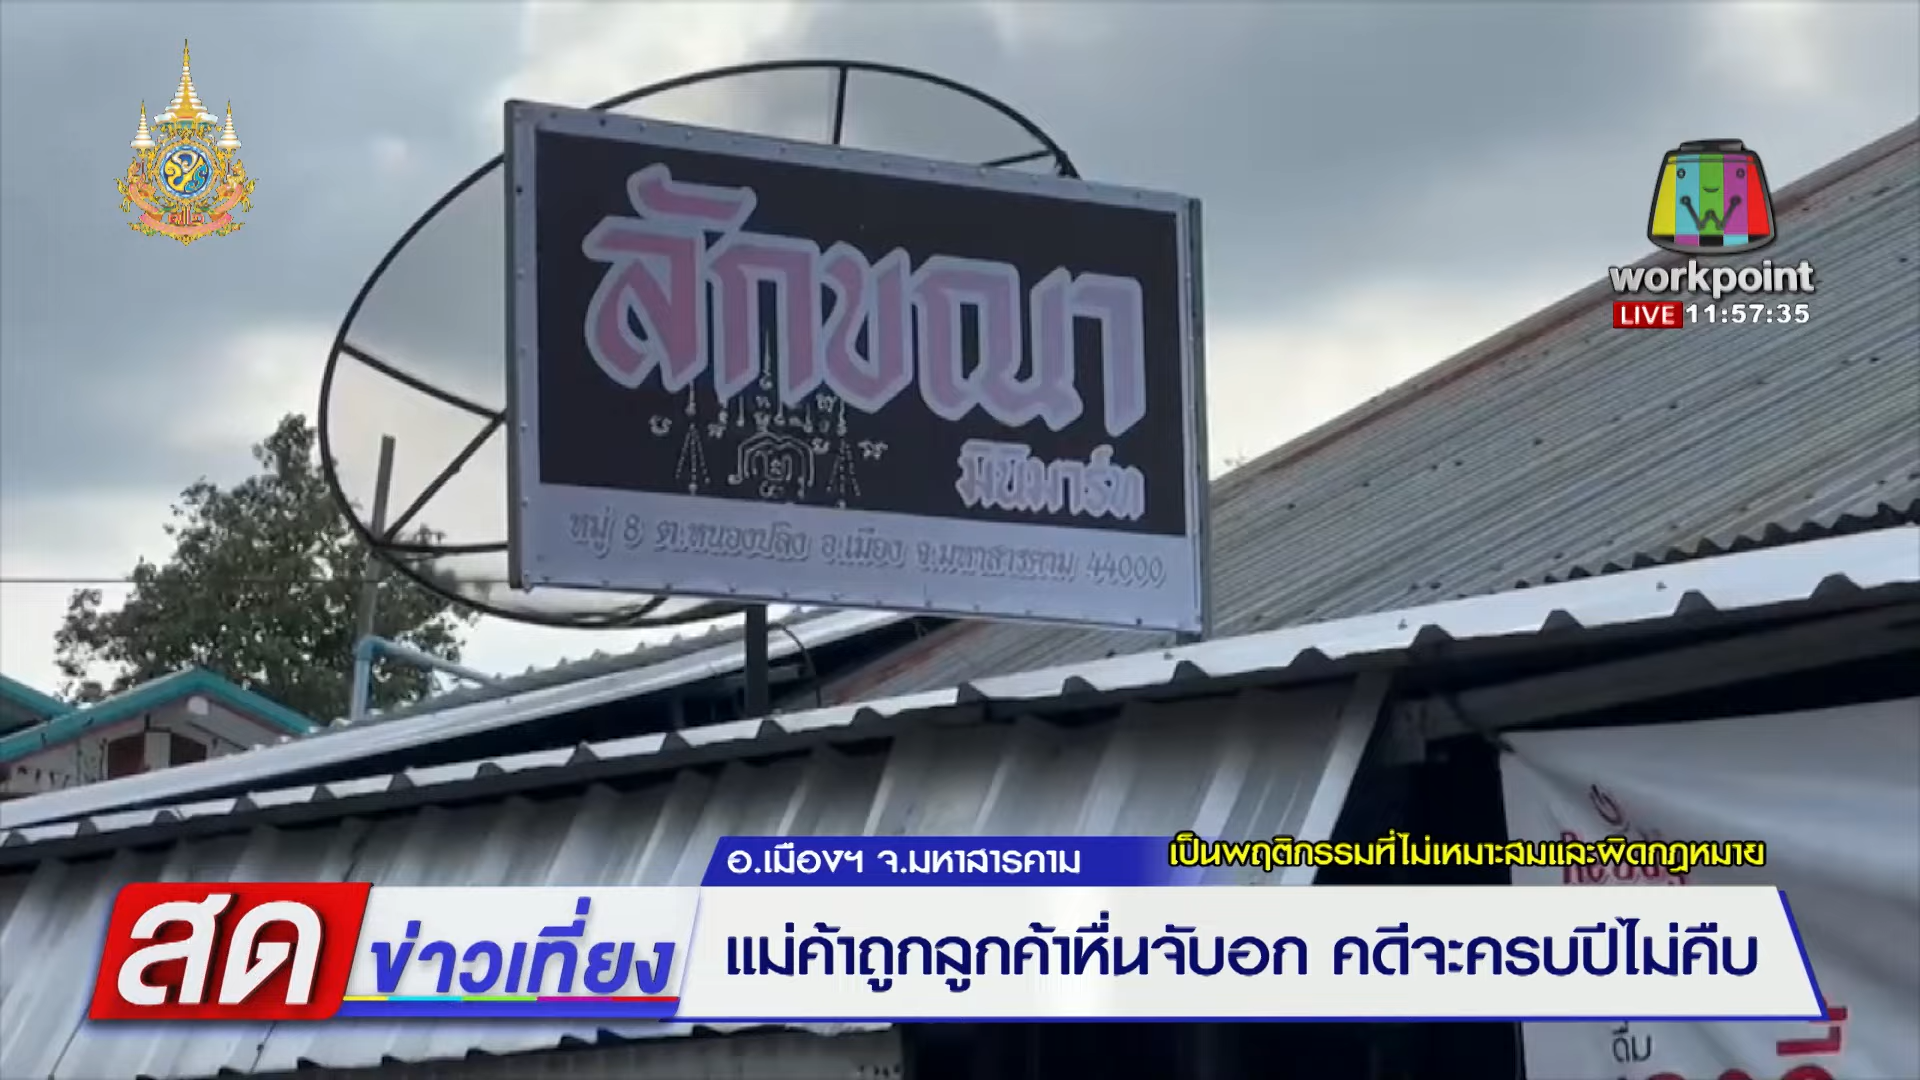 workpoint
LIVE 11:57:35
ลักขณา
มินิมาร์ท
หมู่ 8 ต.หนองปลิง อ.เมือง จ.มหาสารคาม 44000
อ.เมืองฯ จ.มหาสารคาม
เป็นพฤติกรรมที่ไม่เหมาะสมและผิดกฎหมาย
Ready
สด
ข่าวเที่ยง
แม่ค้าถูกลูกค้าหื่นจับอก คดีจะครบปีไม่คืบ
ดื่ม